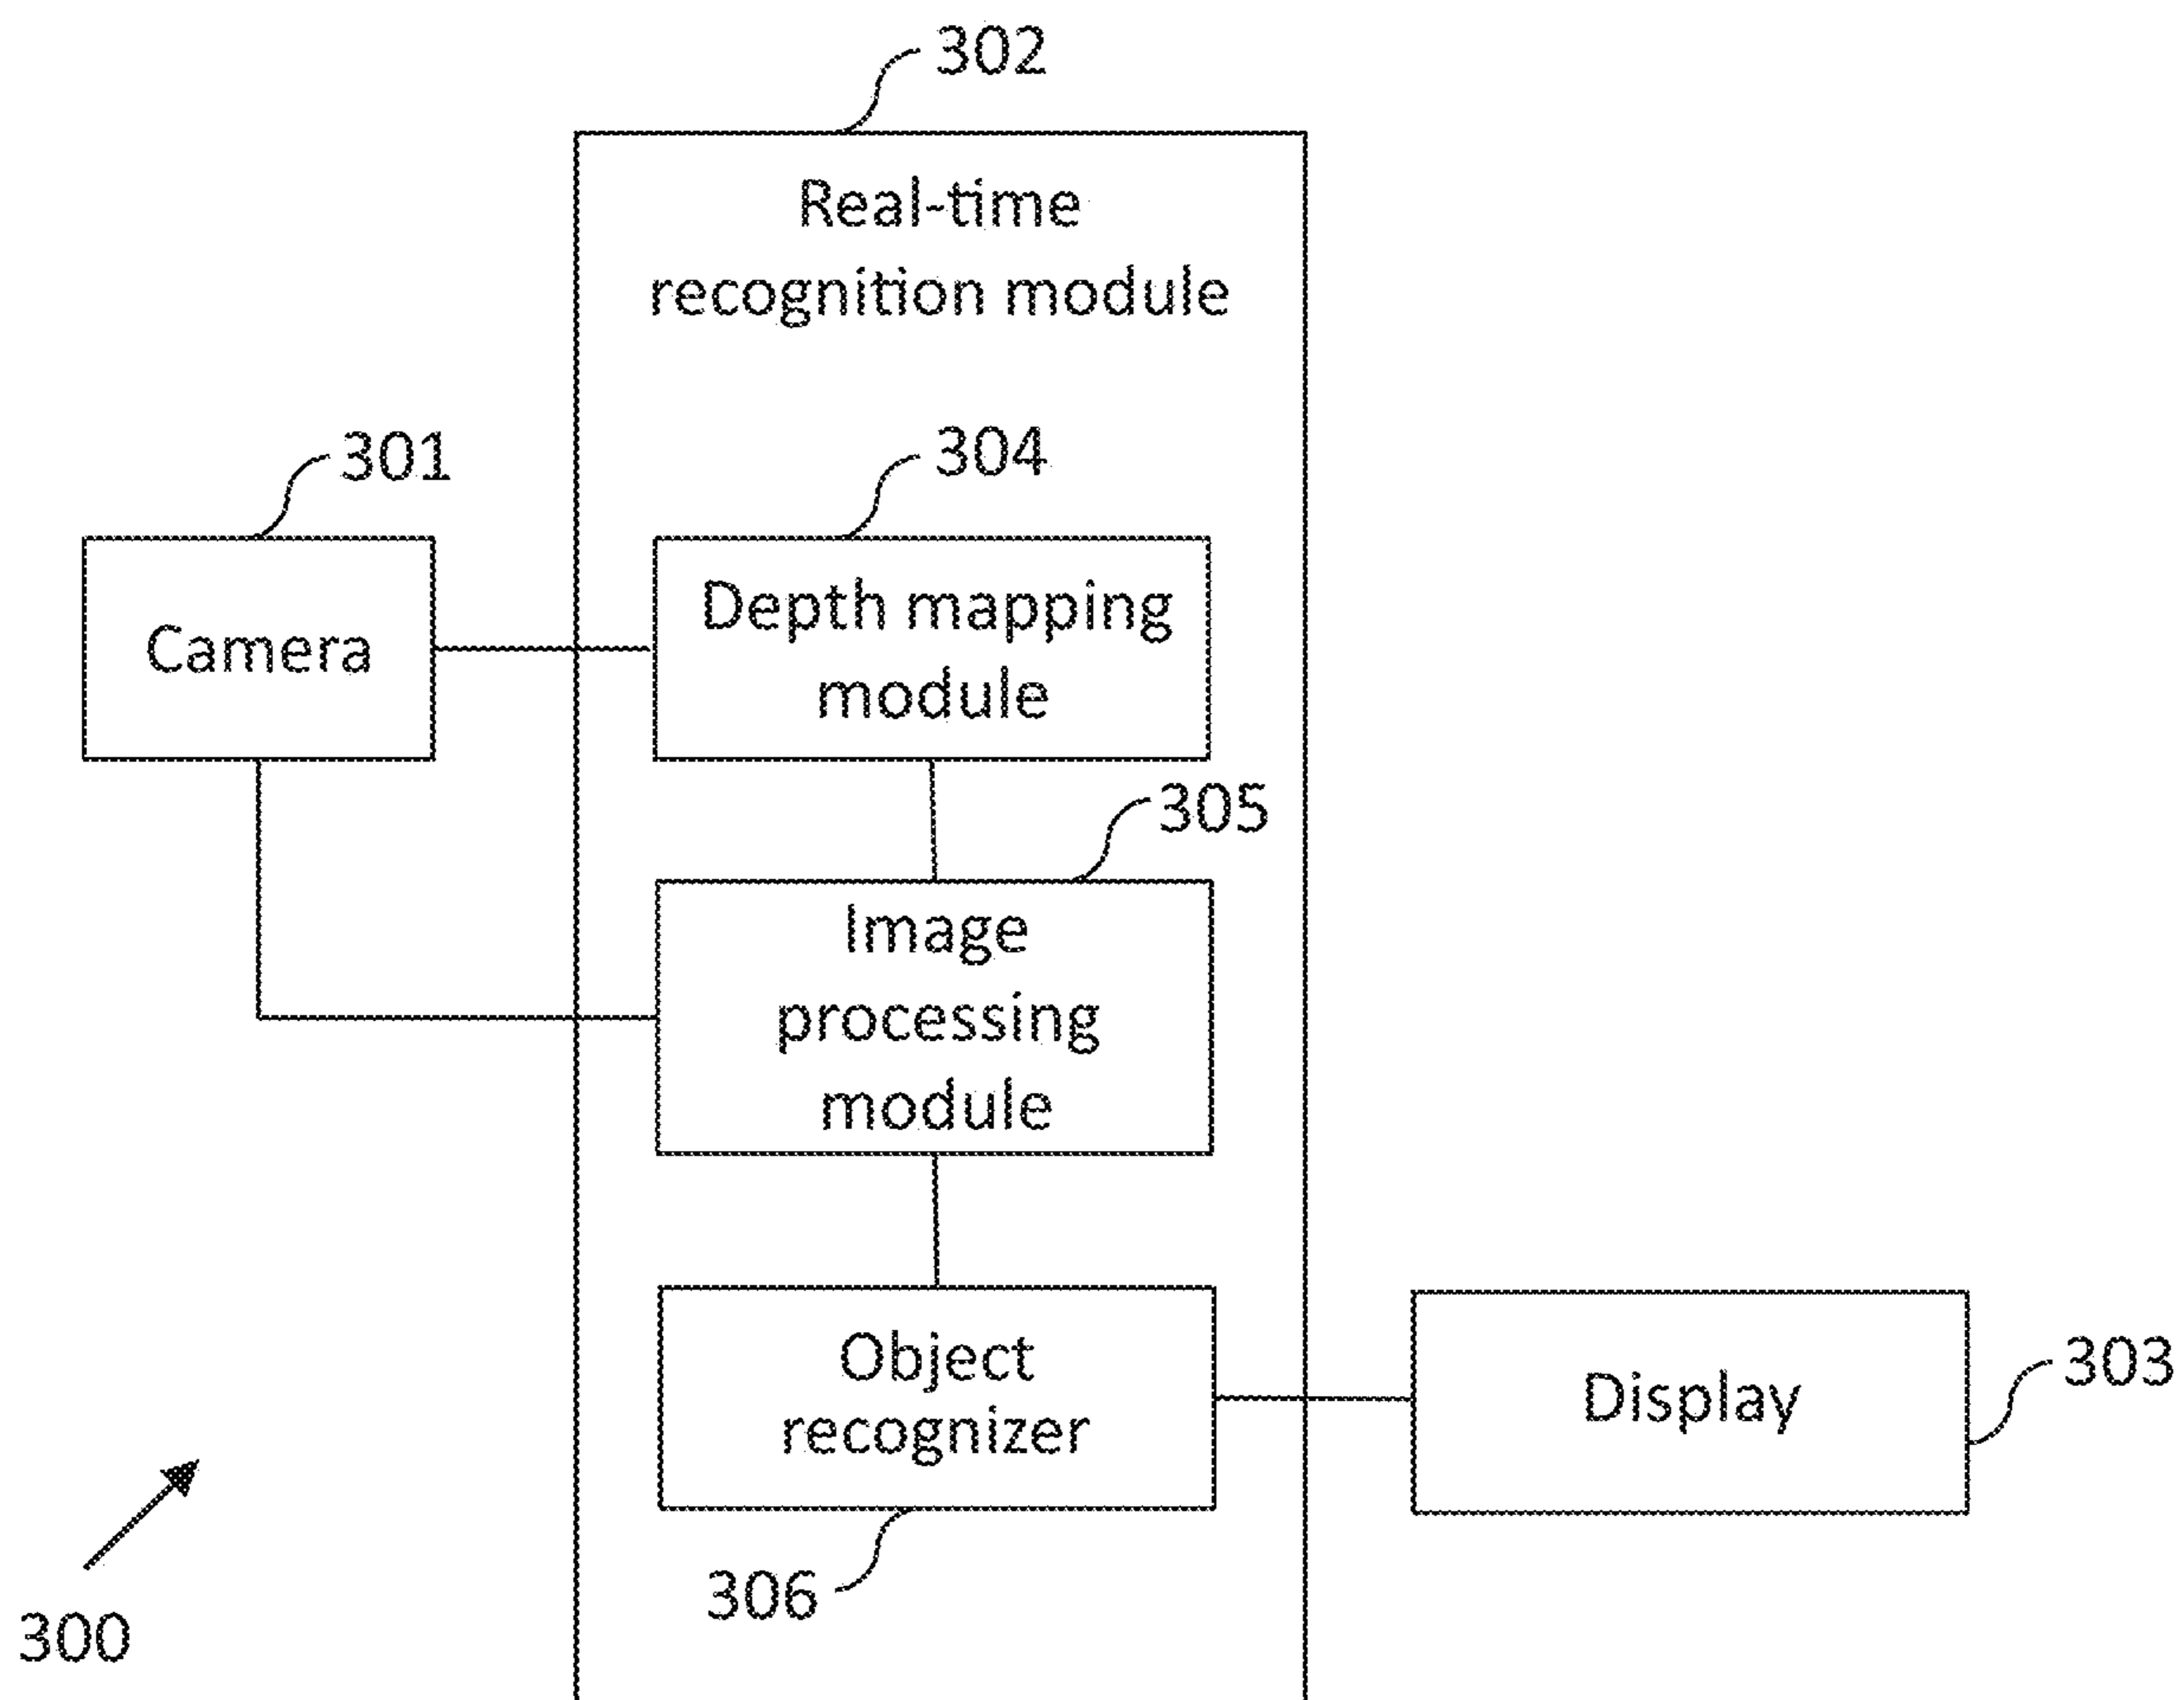 302
Real-time
recognition module
301
304
Camera
Depth mapping
module
305
Image
processing
module
Object
recognizer
Display
303
306
300